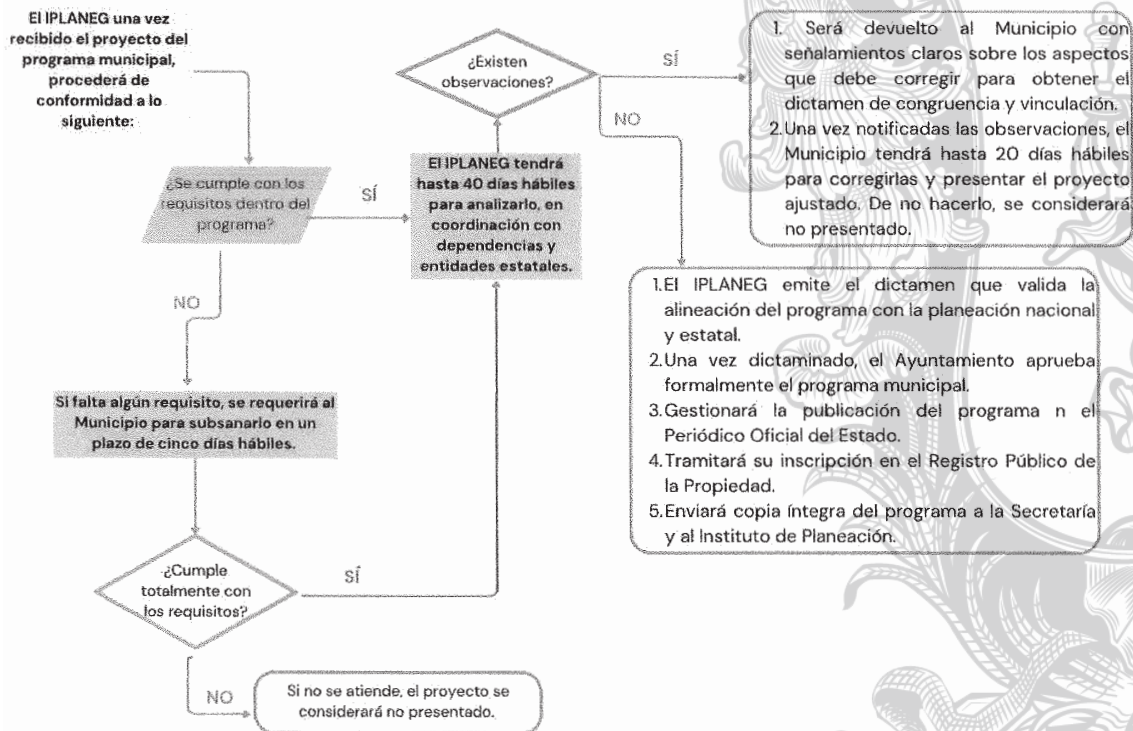 El IPLANEG una vez
recibido el proyecto del
programa municipal,
procederá de
conformidad a lo
siguiente:
¿Se cumple con los
requisitos dentro del
programa?
SÍ
NO
El IPLANEG tendrá
hasta 40 días hábiles
para analizarlo, en
coordinación con
dependencias y
entidades estatales.
¿Existen
observaciones?
SÍ
NO
1. Será devuelto al Municipio con
señalamientos claros sobre los aspectos
que debe corregir para obtener el
dictamen de congruencia y vinculación.
2. Una vez notificadas las observaciones, el
Municipio tendrá hasta 20 días hábiles
para corregirlas y presentar el proyecto
ajustado. De no hacerlo, se considerará
no presentado.
1. El IPLANEG emite el dictamen que valida la
alineación del programa con la planeación nacional
y estatal.
2. Una vez dictaminado, el Ayuntamiento aprueba
formalmente el programa municipal.
3. Gestionará la publicación del programa n el
Periódico Oficial del Estado.
4. Tramitará su inscripción en el Registro Público de
la Propiedad.
5. Enviará copia íntegra del programa a la Secretaría
y al Instituto de Planeación.
Si falta algún requisito, se requerirá al
Municipio para subsanarlo en un
plazo de cinco días hábiles.
¿Cumple
totalmente con
los requisitos?
SÍ
NO
Si no se atiende, el proyecto se
considerará no presentado.